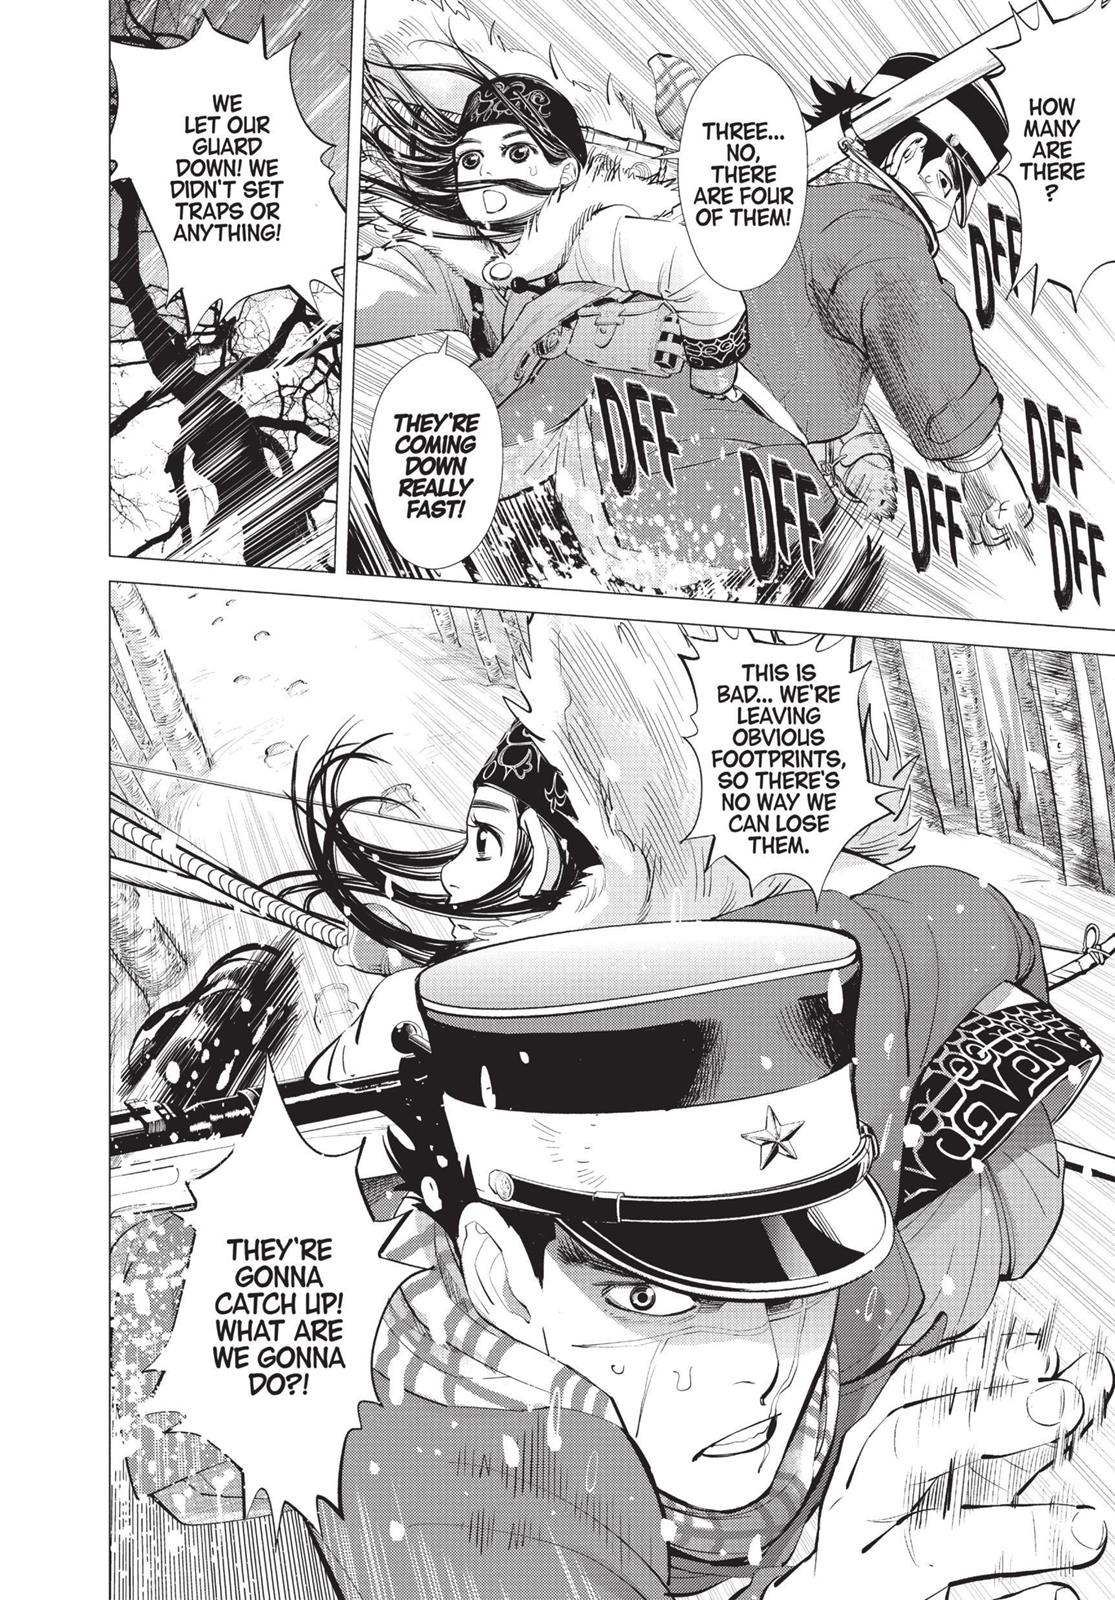 HOW
MANY
ARE
THERE
?
THREE...
NO,
THERE
ARE FOUR
OF THEM!
DFF
DFF
THEY'RE
COMING
DOWN
REALLY
FAST!
DFF
DFF
DFF
DFF
DFF
WE
LET OUR
GUARD
DOWN! WE
DIDN'T SET
TRAPS OR
ANYTHING!
THIS IS
BAD... WE'RE
LEAVING
OBVIOUS
FOOTPRINTS,
SO THERE'S
NO WAY WE
CAN LOSE
THEM.
THEY'RE
GONNA
CATCH UP!
WHAT ARE
WE GONNA
DO?!